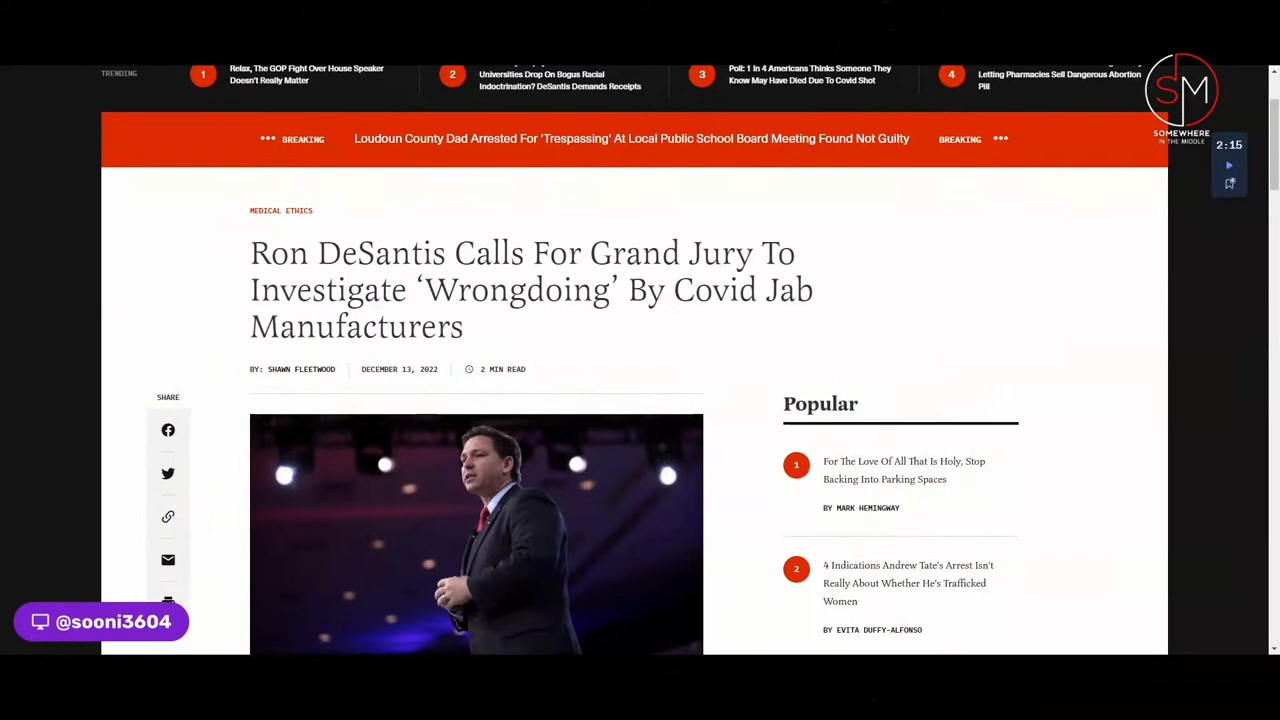 TRENDING
1
Relax, The GOP Fight Over House Speaker
Doesn't Really Matter
2
Universities Drop On Bogus Racial
Indoctrination? DeSantis Demands Receipts
3
Poll: 1 In 4 Americans Thinks Someone They
Know May Have Died Due To Covid Shot
4
Letting Pharmacies Sell Dangerous Abortion
Pill
SM
SOMEWHERE
IN THE MIDDLE
2:15
••• BREAKING Loudoun County Dad Arrested For 'Trespassing' At Local Public School Board Meeting Found Not Guilty BREAKING •••
MEDICAL ETHICS
Ron DeSantis Calls For Grand Jury To
Investigate ‘Wrongdoing’ By Covid Jab
Manufacturers
BY: SHAWN FLEETWOOD DECEMBER 13, 2022 2 MIN READ
SHARE
Popular
1
For The Love Of All That Is Holy, Stop
Backing Into Parking Spaces
BY MARK HEMINGWAY
2
4 Indications Andrew Tate's Arrest Isn't
Really About Whether He's Trafficked
Women
BY EVITA DUFFY-ALFONSO
@sooni3604